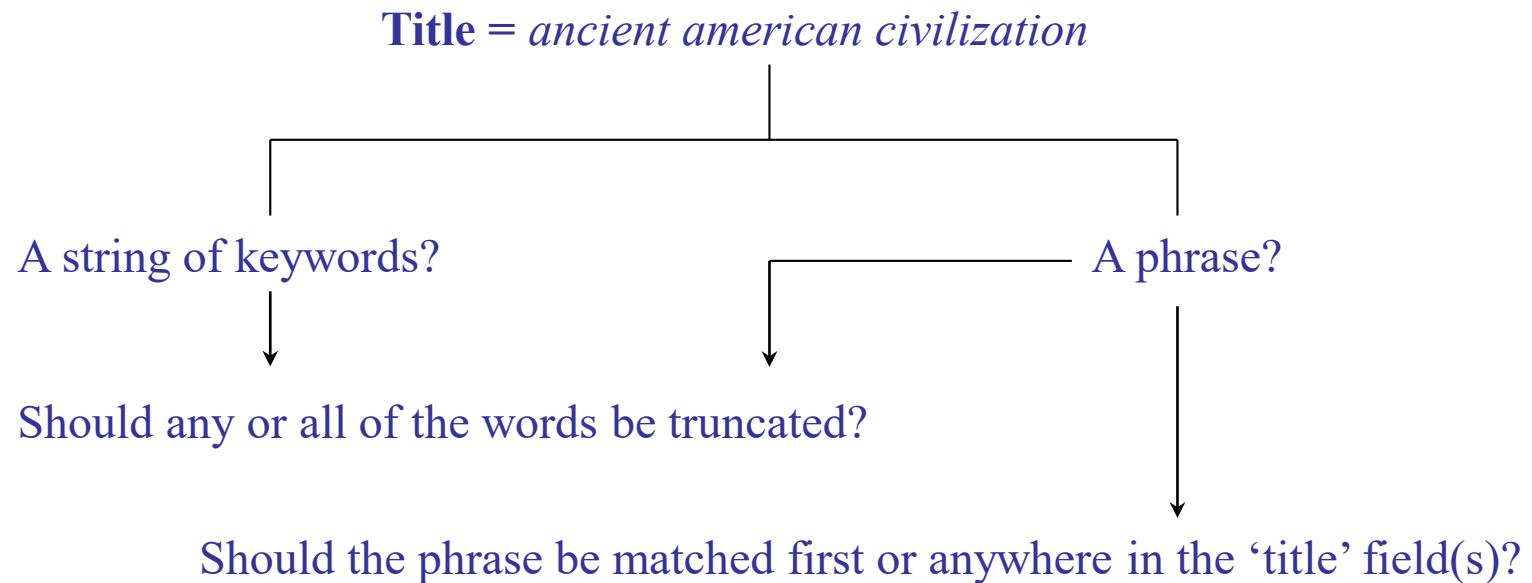 Title = ancient american civilization
A string of keywords?
A phrase?
Should any or all of the words be truncated?
Should the phrase be matched first or anywhere in the ‘title’ field(s)?